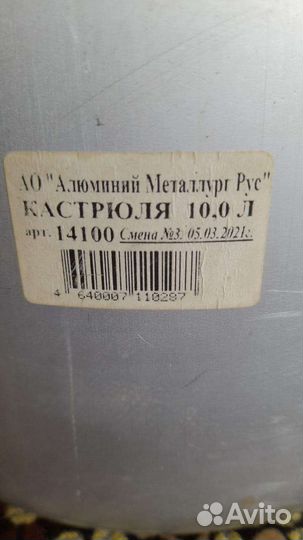 АО "Алюминий Металлург Рус"
КАСТРЮЛЯ 10.0 Л
арт. 14100 Смена №3. 05.03.2021г.
4 640007 110287
Avito